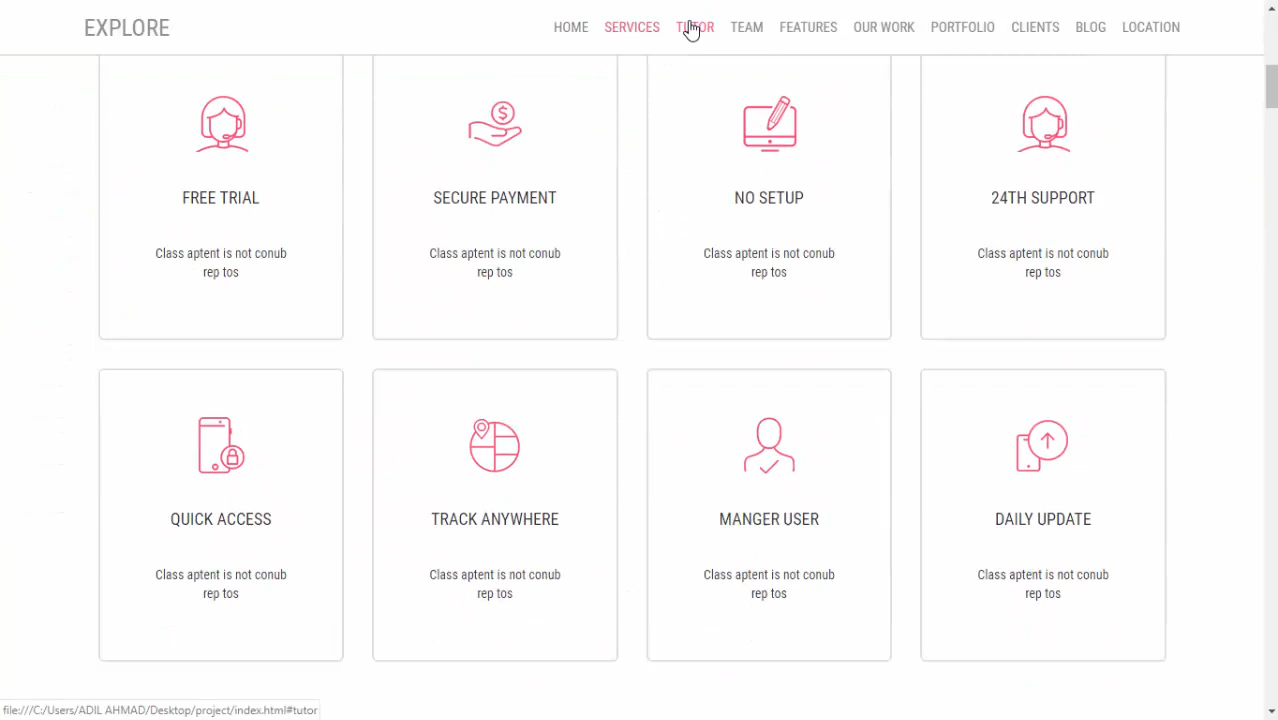 EXPLORE HOME SERVICES TUTOR TEAM FEATURES OUR WORK PORTFOLIO CLIENTS BLOG LOCATION
$
FREE TRIAL
Class aptent is not conub
rep tos
SECURE PAYMENT
Class aptent is not conub
rep tos
NO SETUP
Class aptent is not conub
rep tos
24TH SUPPORT
Class aptent is not conub
rep tos
QUICK ACCESS
Class aptent is not conub
rep tos
TRACK ANYWHERE
Class aptent is not conub
rep tos
MANGER USER
Class aptent is not conub
rep tos
DAILY UPDATE
Class aptent is not conub
rep tos
file:///C:/Users/ADIL AHMAD/Desktop/project/index.html#tutor